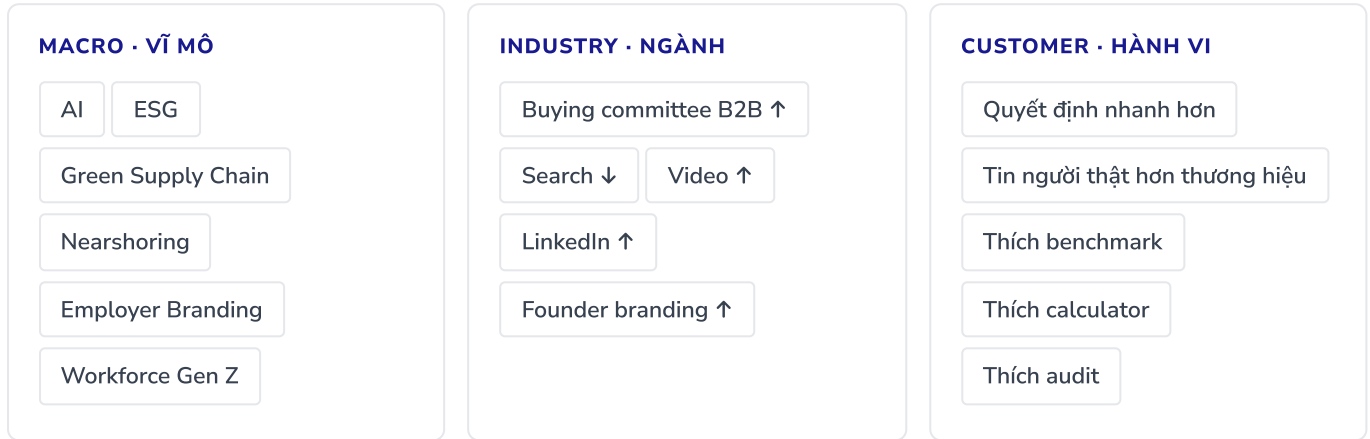 MACRO · VĨ MÔ
AI
ESG
Green Supply Chain
Nearshoring
Employer Branding
Workforce Gen Z
INDUSTRY · NGÀNH
Buying committee B2B ↑
Search ↓
Video ↑
LinkedIn ↑
Founder branding ↑
CUSTOMER · HÀNH VI
Quyết định nhanh hơn
Tin người thật hơn thương hiệu
Thích benchmark
Thích calculator
Thích audit